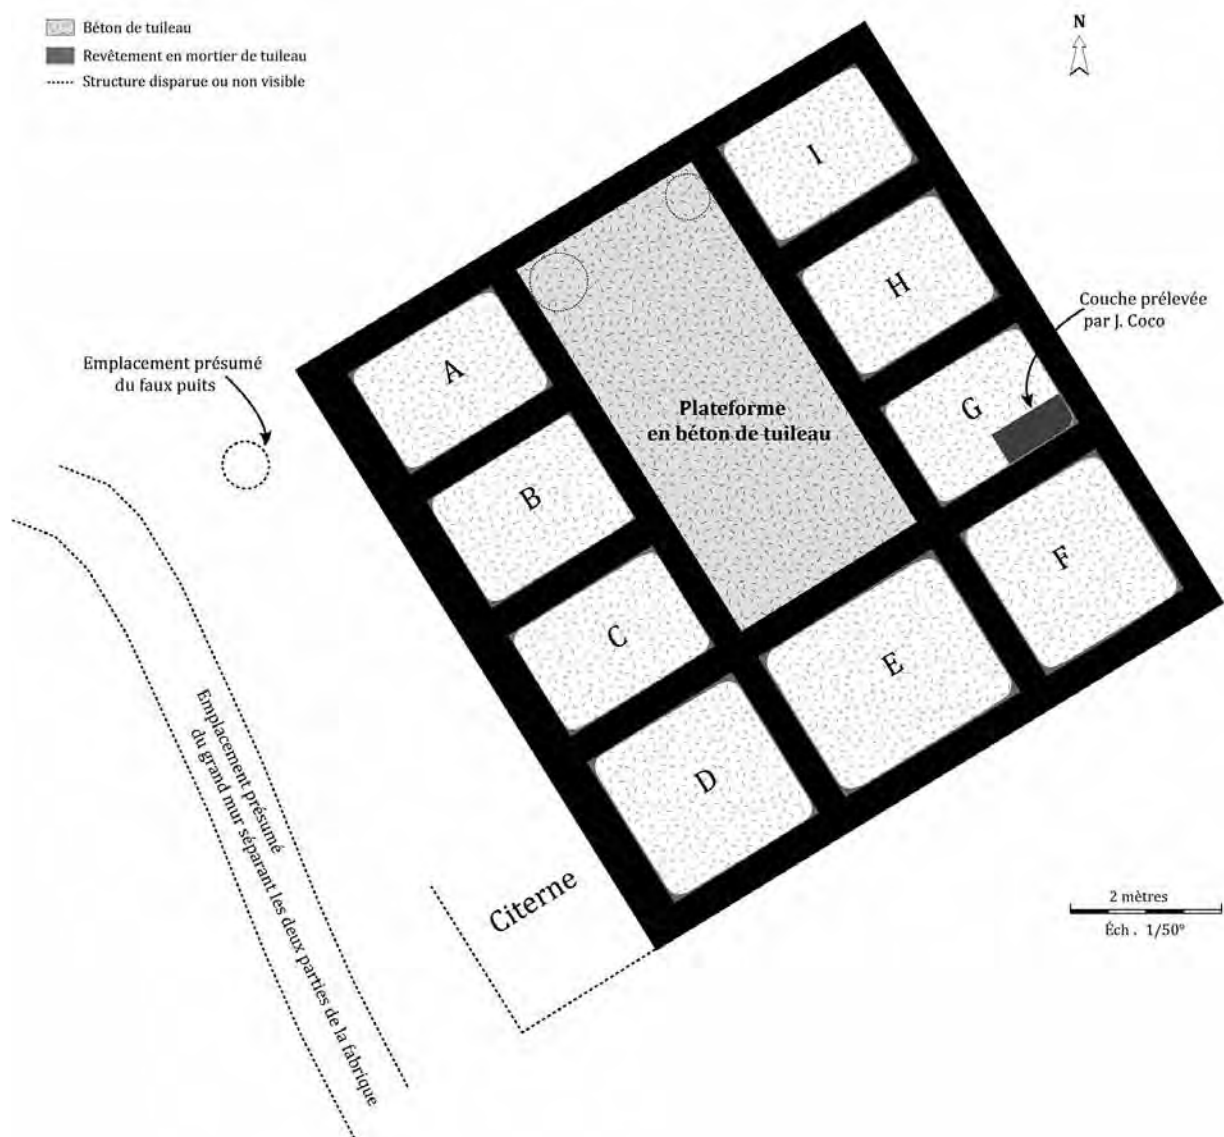 Béton de tuileau
Revêtement en mortier de tuileau
Structure disparue ou non visible
N
I
H
Couche prélevée
par J. Coco
Emplacement présumé
du faux puits
A
G
Plateforme
en béton de tuileau
B
F
C
E
D
Emplacement présumé
du grand mur séparant les deux parties de la fabrique
Citerne
2 mètres
Éch . 1/50°